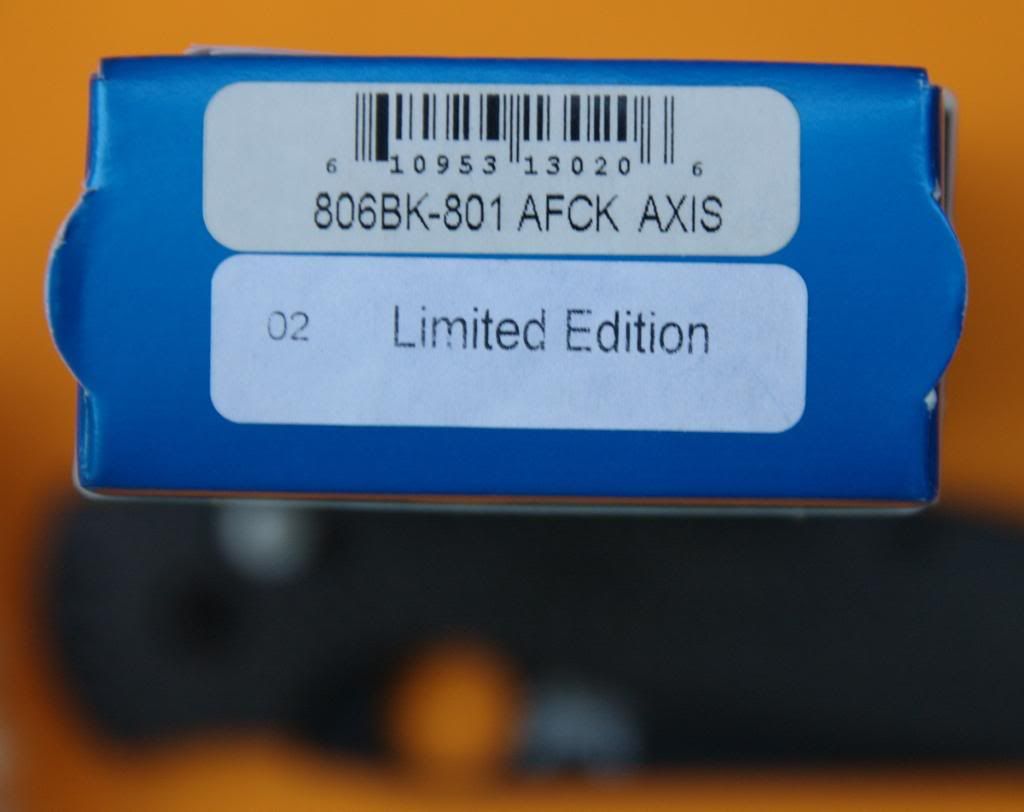 6 10953 13020 6
806BK-801 AFCK AXIS
02 Limited Edition